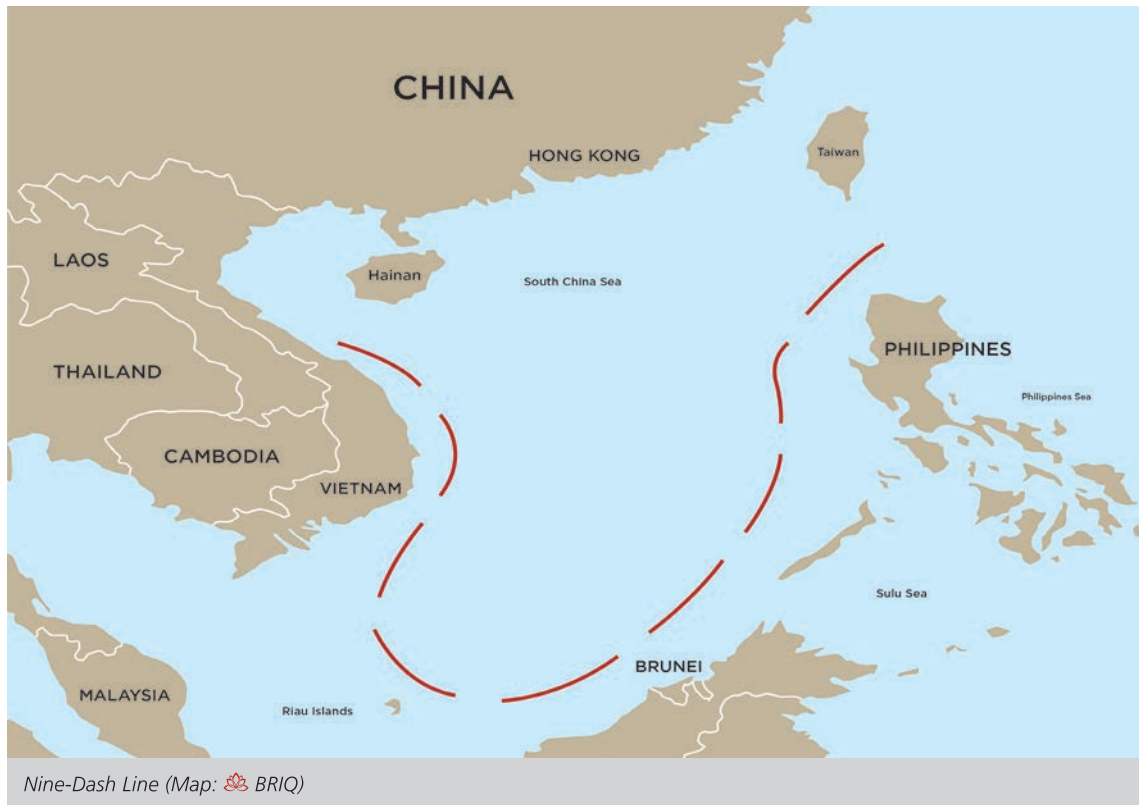 CHINA
HONG KONG
Taiwan
LAOS
Hainan
South China Sea
THAILAND
PHILIPPINES
Philippines Sea
CAMBODIA
VIETNAM
Sulu Sea
BRUNEI
MALAYSIA
Riau Islands
Nine-Dash Line (Map: BRIQ)